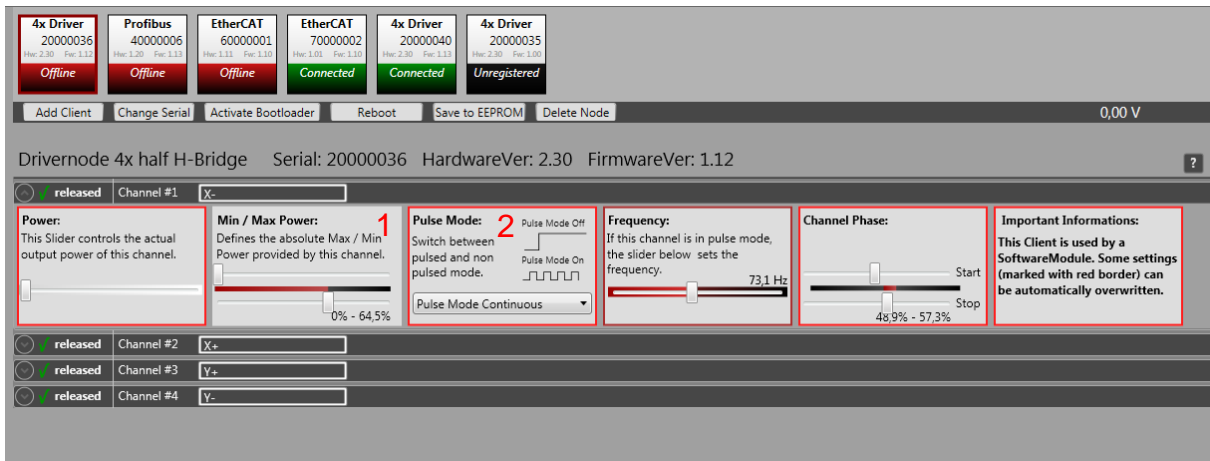 4x Driver
20000036
Hw: 2.30 Fw: 1.12
Offline
Profibus
40000006
Hw: 1.20 Fw: 1.13
Offline
EtherCAT
60000001
Hw: 1.11 Fw: 1.10
Offline
EtherCAT
70000002
Hw: 1.01 Fw: 1.10
Connected
4x Driver
20000040
Hw: 2.30 Fw: 1.13
Connected
4x Driver
20000035
Hw: 2.30 Fw: 1.00
Unregistered
Add Client
Change Serial
Activate Bootloader
Reboot
Save to EEPROM
Delete Node
0,00 V
Drivernode 4x half H-Bridge Serial: 20000036 HardwareVer: 2.30 FirmwareVer: 1.12
?
released Channel #1 X-
Power:
This Slider controls the actual
output power of this channel.
Min / Max Power:
1
Defines the absolute Max / Min
Power provided by this channel.
0% - 64,5%
Pulse Mode:
2
Switch between
pulsed and non
pulsed mode.
Pulse Mode Off
Pulse Mode On
Pulse Mode Continuous
Frequency:
If this channel is in pulse mode,
the slider below sets the
frequency.
73,1 Hz
Channel Phase:
Start
Stop
48,9% - 57,3%
Important Informations:
This Client is used by a
SoftwareModule. Some settings
(marked with red border) can
be automatically overwritten.
released Channel #2 X+
released Channel #3 Y+
released Channel #4 Y-